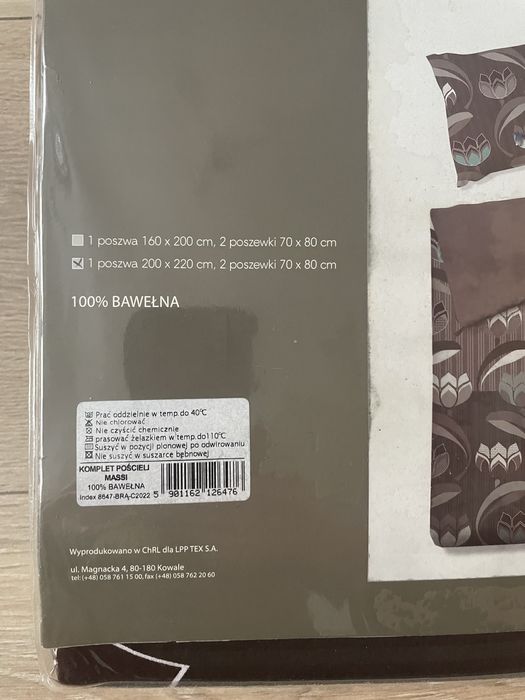 1 poszwa 160 x 200 cm, 2 poszewki 70 x 80 cm
1 poszwa 200 x 220 cm, 2 poszewki 70 x 80 cm
100% BAWEŁNA
Prać oddzielnie w temp.do 40°C
Nie chlorować
Nie czyścić chemicznie
prasować żelazkiem w temp.do110°C
Suszyć w pozycji pionowej po odwirowaniu
Nie suszyć w suszarce bębnowej
KOMPLET POŚCIELI
MASSI
100% BAWEŁNA
Index 8647-BRĄ-C2022
5 901162 126476
Wyprodukowano w ChRL dla LPP TEX S.A.
ul. Magnacka 4, 80-180 Kowale
tel: (+48) 058 761 15 00, fax (+48) 058 762 20 60